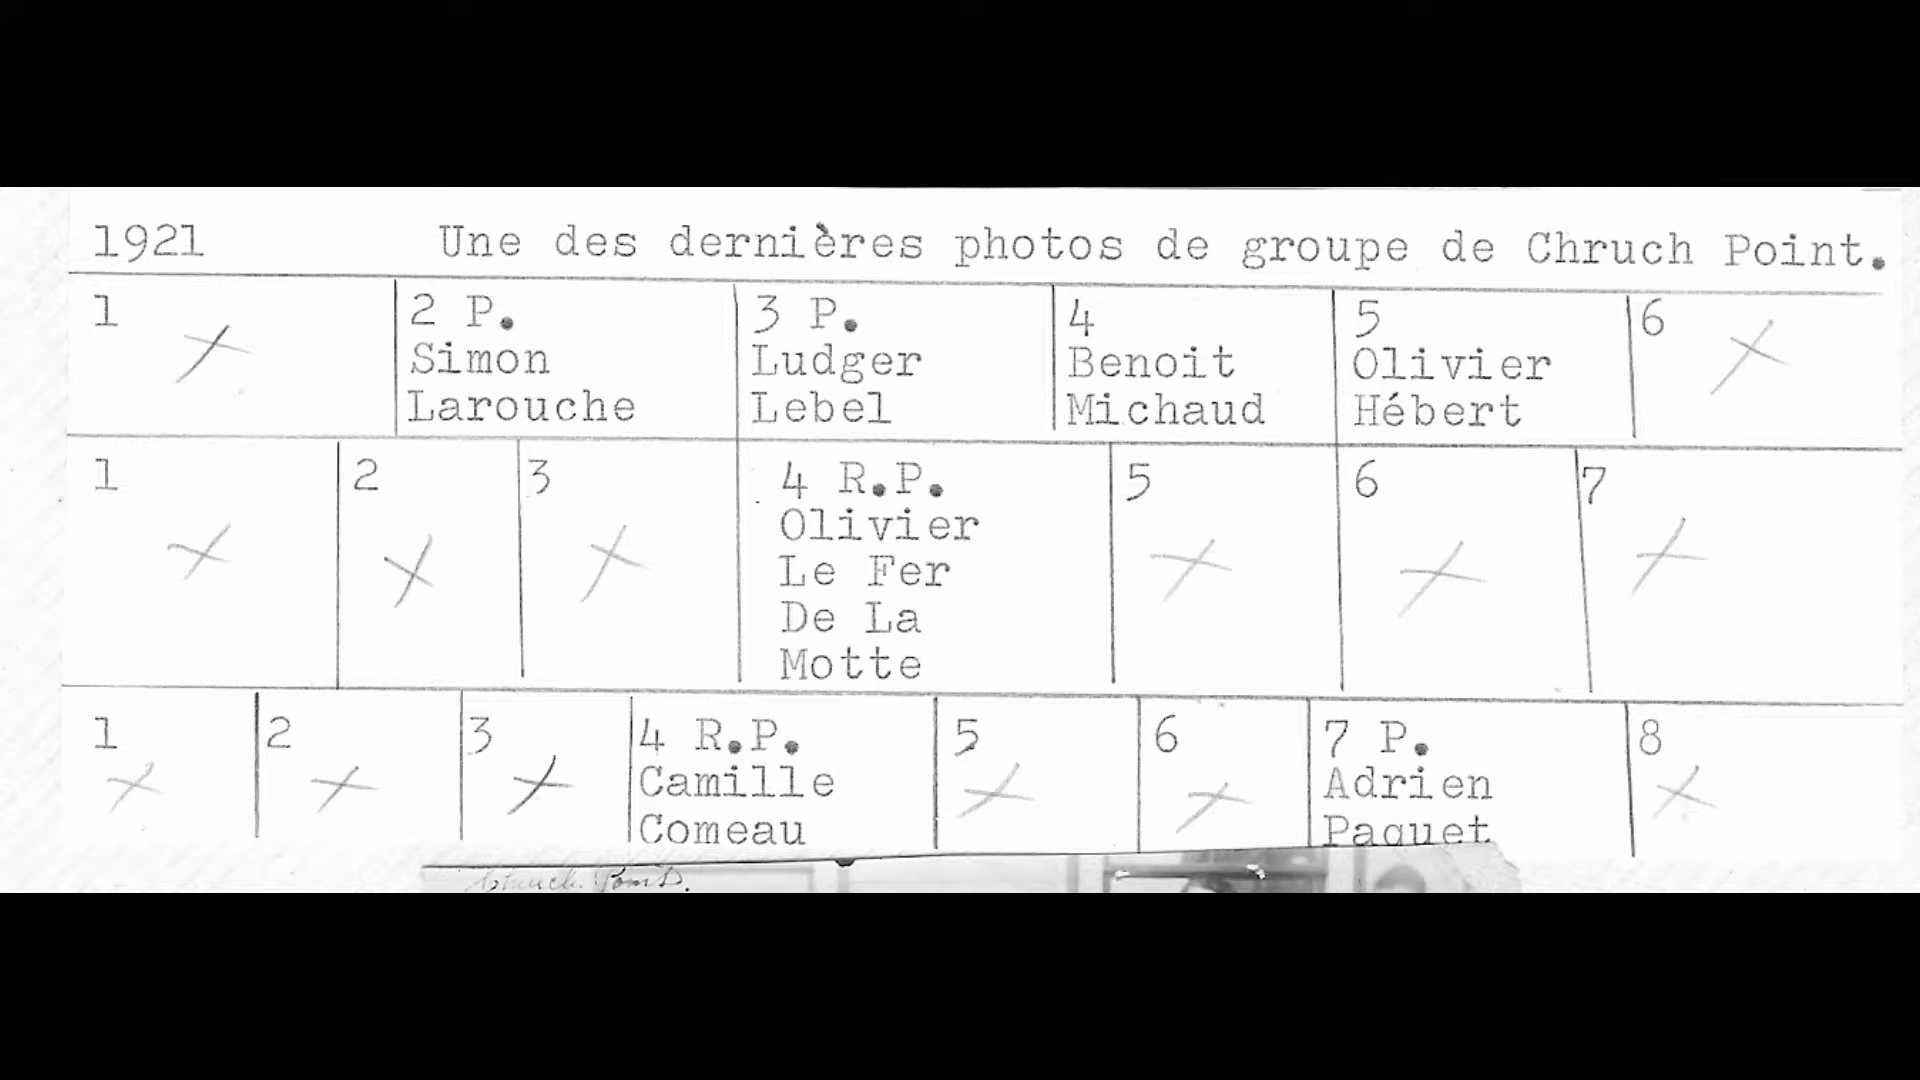 1921 Une des dernières photos de groupe de Chruch Point.
1
2 P.
Simon
Larouche
3 P.
Ludger
Lebel
4
Benoit
Michaud
5
Olivier
Hébert
6
1
2
3
4 R.P.
Olivier
Le Fer
De La
Motte
5
6
7
1
2
3
4 R.P.
Camille
Comeau
5
6
7 P.
Adrien
Paquet
8